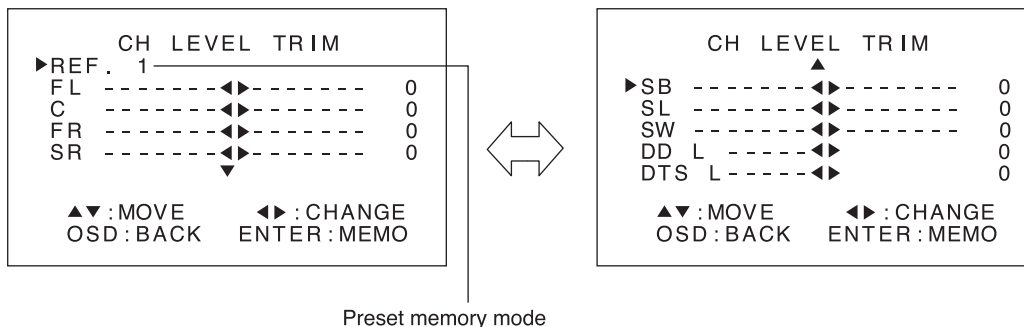 CH LEVEL TRIM
▶REF. 1
FL -----------◀▶----------- 0
C -----------◀▶----------- 0
FR -----------◀▶----------- 0
SR -----------◀▶----------- 0
▼
▲▼:MOVE ◀▶:CHANGE
OSD:BACK ENTER:MEMO
CH LEVEL TRIM
▲
▶SB -----------◀▶----------- 0
SL -----------◀▶----------- 0
SW -----------◀▶----------- 0
DD L -----◀▶ 0
DTS L-----◀▶ 0
▲▼:MOVE ◀▶:CHANGE
OSD:BACK ENTER:MEMO
Preset memory mode